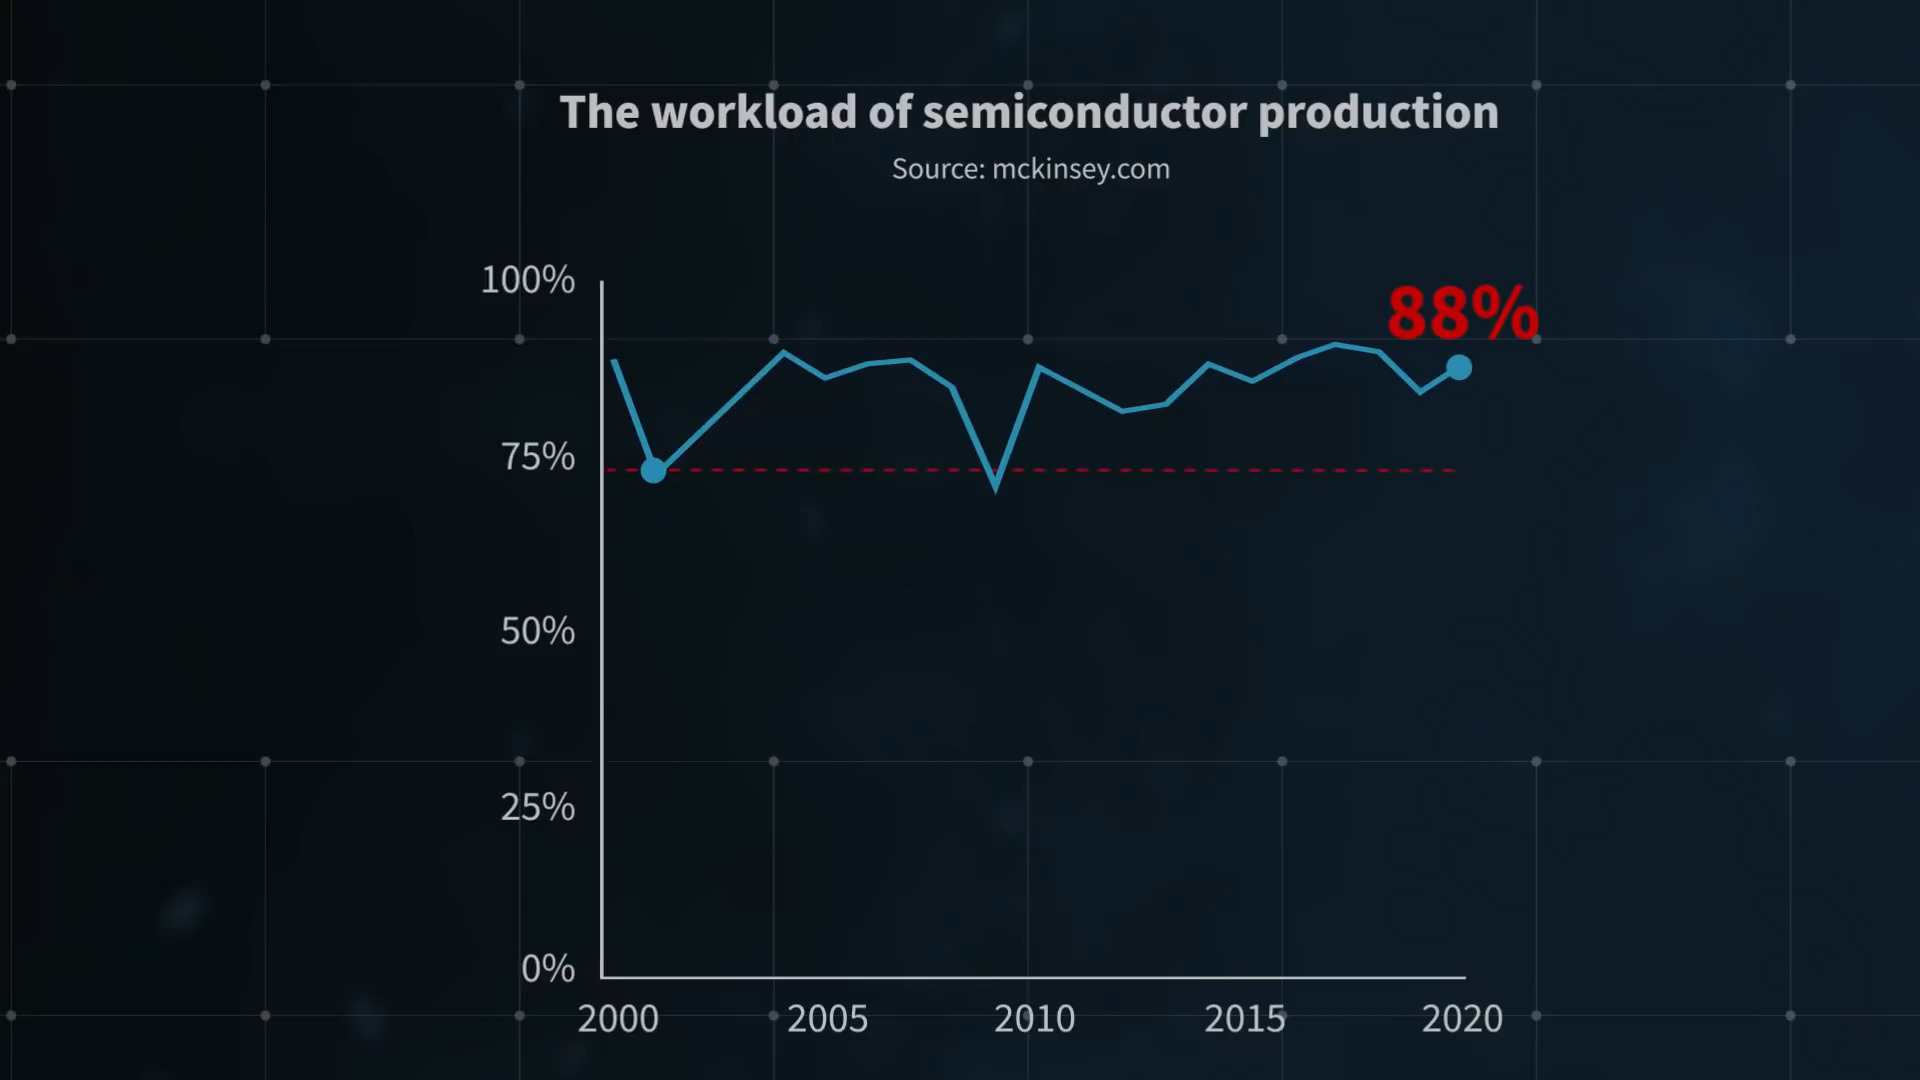 The workload of semiconductor production
Source: mckinsey.com
100%
88%
75%
50%
25%
0%
2000 2005 2010 2015 2020